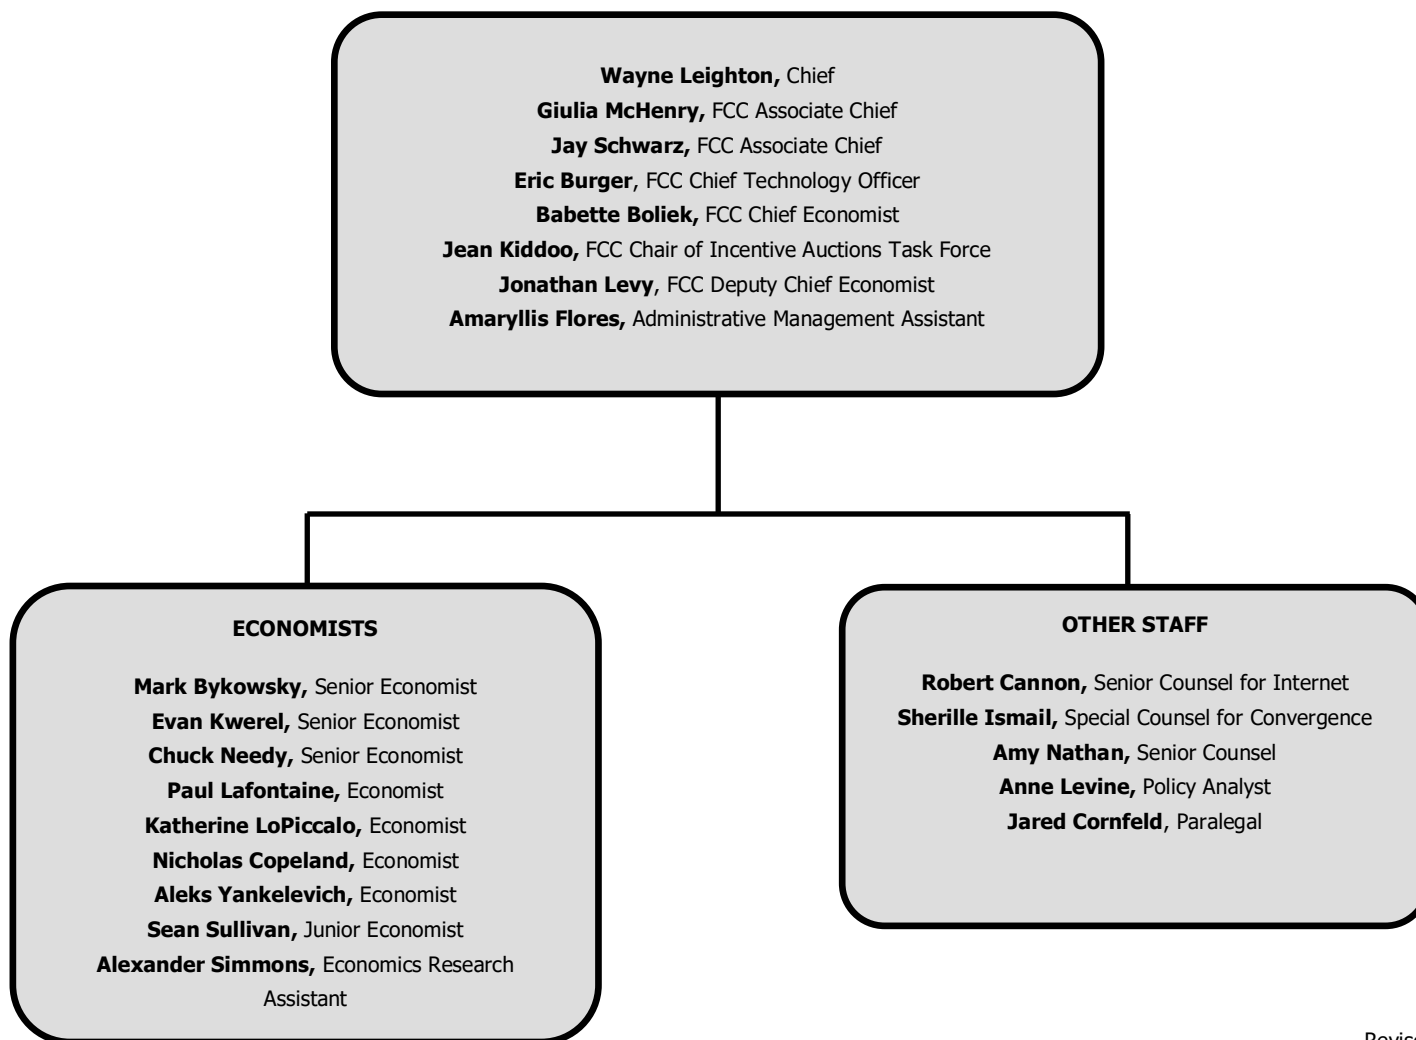 Wayne Leighton, Chief
Giulia McHenry, FCC Associate Chief
Jay Schwarz, FCC Associate Chief
Eric Burger, FCC Chief Technology Officer
Babette Boliek, FCC Chief Economist
Jean Kiddoo, FCC Chair of Incentive Auctions Task Force
Jonathan Levy, FCC Deputy Chief Economist
Amaryllis Flores, Administrative Management Assistant
ECONOMISTS
Mark Bykowsky, Senior Economist
Evan Kwerel, Senior Economist
Chuck Needy, Senior Economist
Paul Lafontaine, Economist
Katherine LoPiccalo, Economist
Nicholas Copeland, Economist
Aleks Yankelevich, Economist
Sean Sullivan, Junior Economist
Alexander Simmons, Economics Research
Assistant
OTHER STAFF
Robert Cannon, Senior Counsel for Internet
Sherille Ismail, Special Counsel for Convergence
Amy Nathan, Senior Counsel
Anne Levine, Policy Analyst
Jared Cornfeld, Paralegal